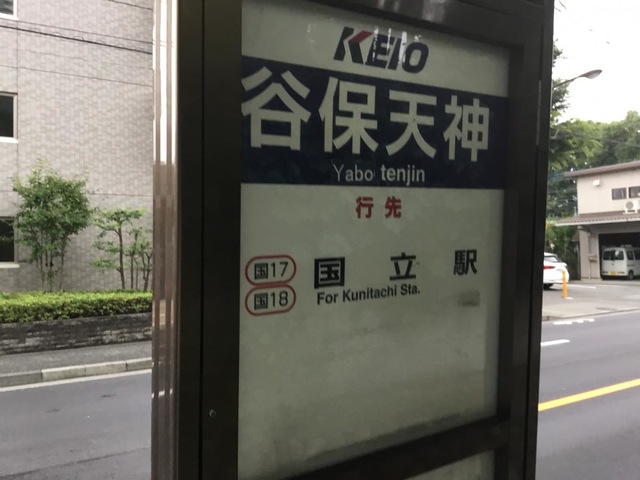 KEIO
谷保天神
Yabo tenjin
行先
国17 国立駅
国18 For Kunitachi Sta.